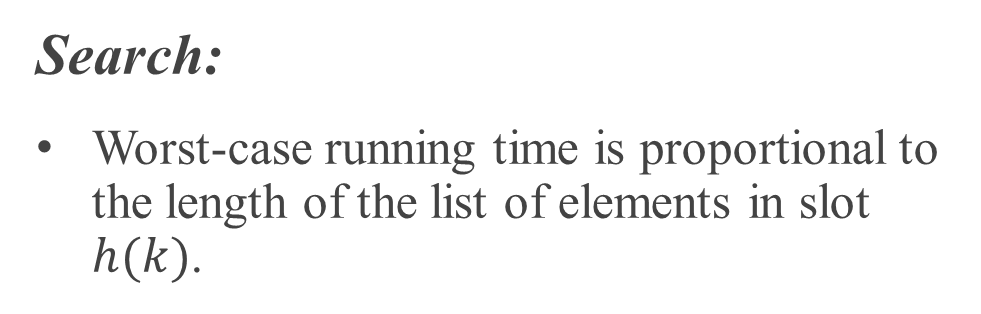 Search:
• Worst-case running time is proportional to
the length of the list of elements in slot
h(k).